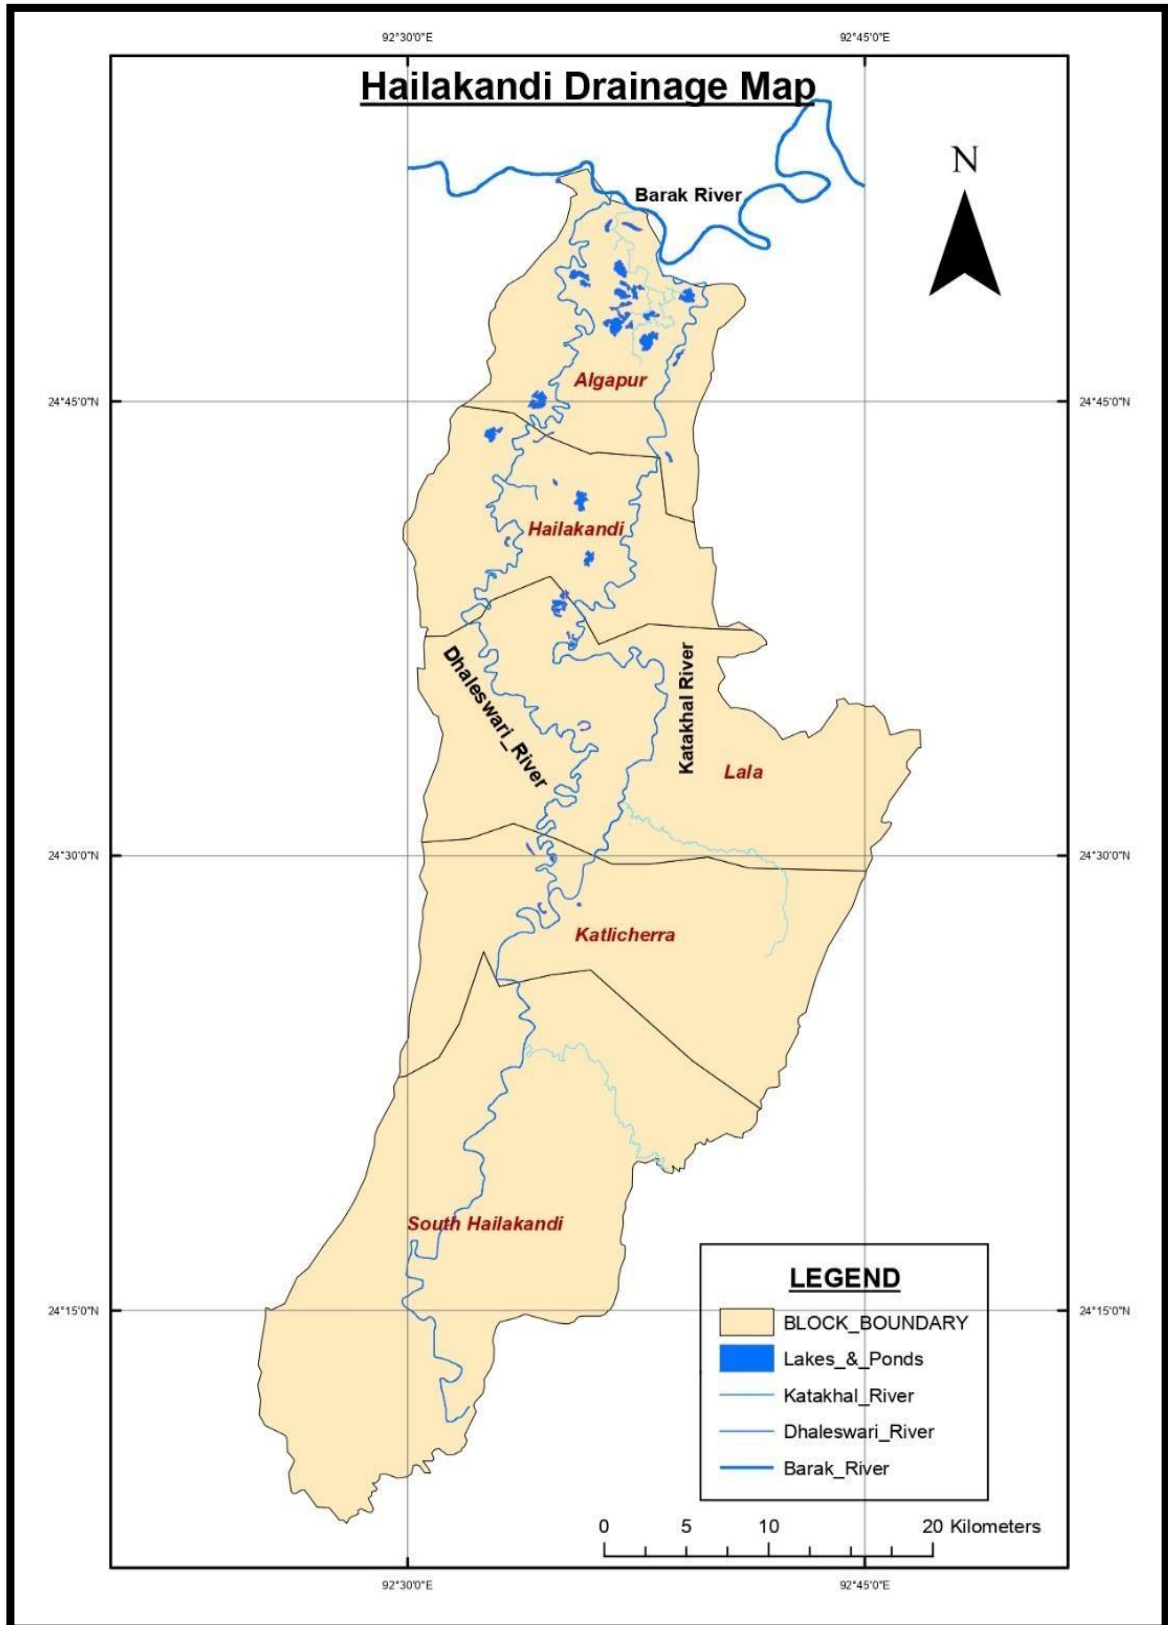 92°30'0"E
92°45'0"E
Hailakandi Drainage Map
N
Barak River
Algapur
24°45'0"N
24°45'0"N
Hailakandi
Dhaleswari_River
Katakhal River
Lala
24°30'0"N
24°30'0"N
Katlicherra
South Hailakandi
LEGEND
24°15'0"N
24°15'0"N
BLOCK_BOUNDARY
Lakes_&_Ponds
Katakhal_River
Dhaleswari_River
Barak_River
0 5 10 20 Kilometers
92°30'0"E
92°45'0"E